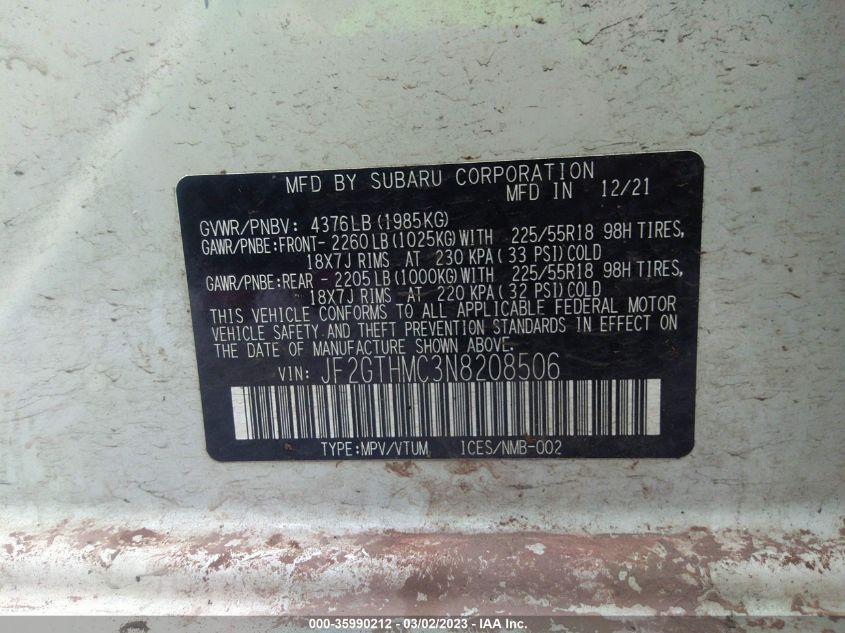 MFD BY SUBARU CORPORATION
MFD IN 12/21
GVWR/PNBV: 4376LB(1985KG)
GAWR/PNBE:FRONT- 2260LB(1025KG)WITH 225/55R18 98H TIRES,
18X7J RIMS AT 230 KPA(33 PSI)COLD
GAWR/PNBE:REAR - 2205LB(1000KG)WITH 225/55R18 98H TIRES,
18X7J RIMS AT 220 KPA(32 PSI)COLD
THIS VEHICLE CONFORMS TO ALL APPLICABLE FEDERAL MOTOR
VEHICLE SAFETY AND THEFT PREVENTION STANDARDS IN EFFECT ON
THE DATE OF MANUFACTURE SHOWN ABOVE.
VIN: JF2GTHMC3N8208506
TYPE:MPV/VTUM ICES/NMB-002
000-35990212 - 03/02/2023 - IAA Inc.